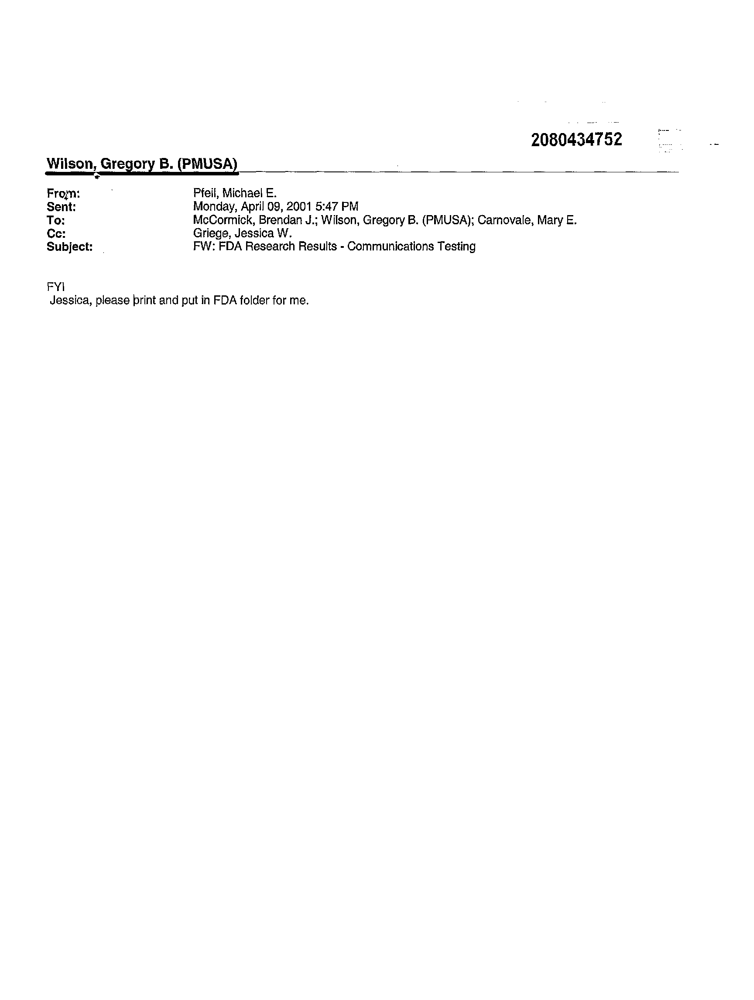 2080434752
Wilson, Gregory B. (PMUSA)
From: Pfeil, Michael E.
Sent: Monday, April 09, 2001 5:47 PM
To: McCormick, Brendan J.; Wilson, Gregory B. (PMUSA); Carnovale, Mary E.
Cc: Griege, Jessica W.
Subject: FW: FDA Research Results - Communications Testing
FYI
Jessica, please print and put in FDA folder for me.